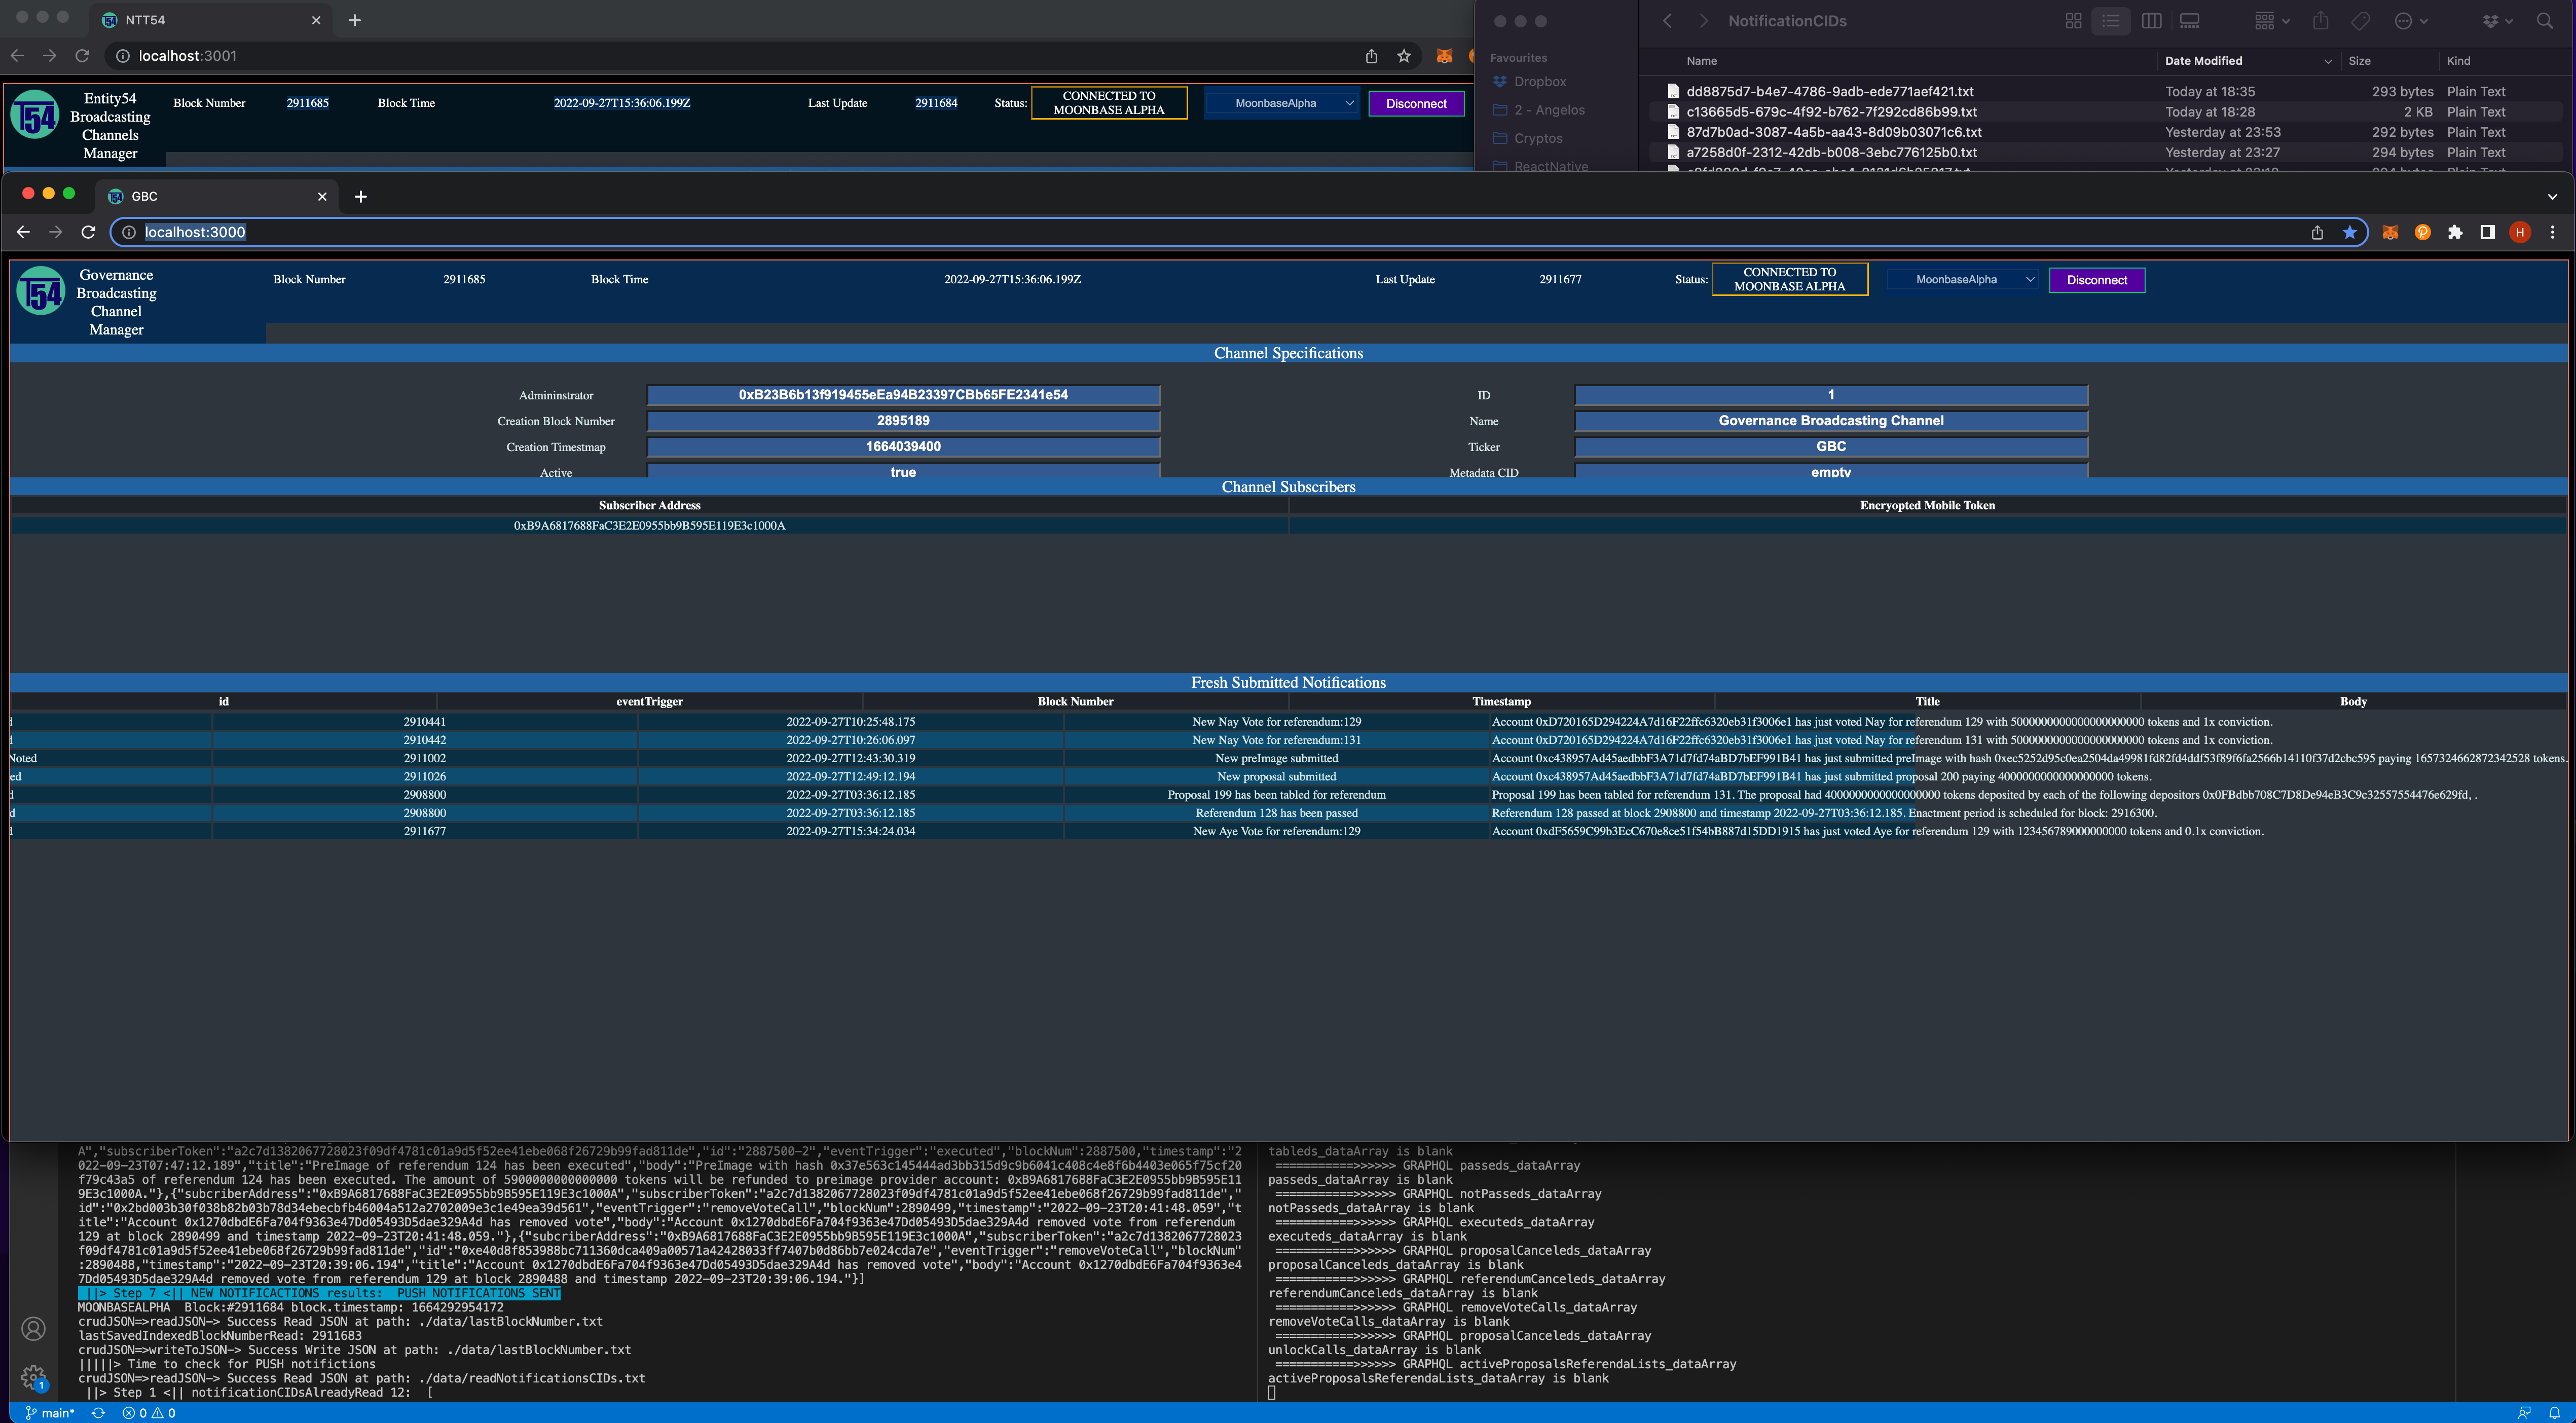 NTT54
localhost:3001
Entity54 Broadcasting Channels Manager
Block Number 2911685 Block Time 2022-09-27T15:36:06.199Z Last Update 2911684 Status: CONNECTED TO MOONBASE ALPHA MoonbaseAlpha Disconnect
NotificationCIDs
Favourites
Dropbox
2 - Angelos
Cryptos
ReactNative
Name Date Modified Size Kind
dd8875d7-b4e7-4786-9adb-ede771aef421.txt Today at 18:35 293 bytes Plain Text
c13665d5-679c-4f92-b762-7f292cd86b99.txt Today at 18:28 2 KB Plain Text
87d7b0ad-3087-4a5b-aa43-8d09b03071c6.txt Yesterday at 23:53 292 bytes Plain Text
a7258d0f-2312-42db-b008-3ebc776125b0.txt Yesterday at 23:27 294 bytes Plain Text
GBC
localhost:3000
H
T54
Governance Broadcasting Channel Manager
Block Number 2911685 Block Time 2022-09-27T15:36:06.199Z Last Update 2911677 Status: CONNECTED TO MOONBASE ALPHA MoonbaseAlpha Disconnect
Channel Specifications
Admininstrator 0xB23B6b13f919455eEa94B23397CBb65FE2341e54 ID 1
Creation Block Number 2895189 Name Governance Broadcasting Channel
Creation Timestmap 1664039400 Ticker GBC
Active true Metadata CID empty
Channel Subscribers
Subscriber Address Encryopted Mobile Token
0xB9A6817688FaC3E2E0955bb9B595E119E3c1000A
Fresh Submitted Notifications
id eventTrigger Block Number Timestamp Title Body
d 2910441 2022-09-27T10:25:48.175 New Nay Vote for referendum:129 Account 0xD720165D294224A7d16F22ffc6320eb31f3006e1 has just voted Nay for referendum 129 with 5000000000000000000000 tokens and 1x conviction.
d 2910442 2022-09-27T10:26:06.097 New Nay Vote for referendum:131 Account 0xD720165D294224A7d16F22ffc6320eb31f3006e1 has just voted Nay for referendum 131 with 5000000000000000000000 tokens and 1x conviction.
Noted 2911002 2022-09-27T12:43:30.319 New preImage submitted Account 0xc438957Ad45aedbbF3A71d7fd74aBD7bEF991B41 has just submitted preImage with hash 0xec5252d95c0ea2504da49981fd82fd4ddf53f89f6fa2566b14110f37d2cbc595 paying 1657324662872342528 tokens.
ed 2911026 2022-09-27T12:49:12.194 New proposal submitted Account 0xc438957Ad45aedbbF3A71d7fd74aBD7bEF991B41 has just submitted proposal 200 paying 4000000000000000000 tokens.
d 2908800 2022-09-27T03:36:12.185 Proposal 199 has been tabled for referendum Proposal 199 has been tabled for referendum 131. The proposal had 4000000000000000000 tokens deposited by each of the following depositors 0x0FBdbb708C7D8De94eB3C9c32557554476e629fd, .
d 2908800 2022-09-27T03:36:12.185 Referendum 128 has been passed Referendum 128 passed at block 2908800 and timestamp 2022-09-27T03:36:12.185. Enactment period is scheduled for block: 2916300.
d 2911677 2022-09-27T15:34:24.034 New Aye Vote for referendum:129 Account 0xdF5659C99b3EcC670e8ce51f54bB887d15DD1915 has just voted Aye for referendum 129 with 123456789000000000 tokens and 0.1x conviction.
A","subscriberToken":"a2c7d1382067728023f09df4781c01a9d5f52ee41ebe068f26729b99fad811de","id":"2887500-2","eventTrigger":"executed","blockNum":2887500,"timestamp":"2
022-09-23T07:47:12.189","title":"PreImage of referendum 124 has been executed","body":"PreImage with hash 0x37e563c145444ad3bb315d9c9b6041c408c4e8f6b4403e065f75cf20
f79c43a5 of referendum 124 has been executed. The amount of 5900000000000000 tokens will be refunded to preimage provider account: 0xB9A6817688FaC3E2E0955bb9B595E11
9E3c1000A."},{"subcriberAddress":"0xB9A6817688FaC3E2E0955bb9B595E119E3c1000A","subscriberToken":"a2c7d1382067728023f09df4781c01a9d5f52ee41ebe068f26729b99fad811de","
id":"0x2bd003b30f038b82b03b78d34ebecbfb46004a512a2702009e3c1e49ea39d561","eventTrigger":"removeVoteCall","blockNum":2890499,"timestamp":"2022-09-23T20:41:48.059","t
itle":"Account 0x1270dbdE6Fa704f9363e47Dd05493D5dae329A4d has removed vote","body":"Account 0x1270dbdE6Fa704f9363e47Dd05493D5dae329A4d removed vote from referendum
129 at block 2890499 and timestamp 2022-09-23T20:41:48.059."},{"subcriberAddress":"0xB9A6817688FaC3E2E0955bb9B595E119E3c1000A","subscriberToken":"a2c7d1382067728023
f09df4781c01a9d5f52ee41ebe068f26729b99fad811de","id":"0xe40d8f853988bc711360dca409a00571a42428033ff7407b0d86bb7e024cda7e","eventTrigger":"removeVoteCall","blockNum"
:2890488,"timestamp":"2022-09-23T20:39:06.194","title":"Account 0x1270dbdE6Fa704f9363e47Dd05493D5dae329A4d has removed vote","body":"Account 0x1270dbdE6Fa704f9363e4
7Dd05493D5dae329A4d removed vote from referendum 129 at block 2890488 and timestamp 2022-09-23T20:39:06.194."}]
||> Step 7 <|| NEW NOTIFICACTIONS results: PUSH NOTIFICATIONS SENT
MOONBASEALPHA Block:#2911684 block.timestamp: 1664292954172
crudJSON=>readJSON-> Success Read JSON at path: ./data/lastBlockNumber.txt
lastSavedIndexedBlockNumberRead: 2911683
crudJSON=>writeToJSON-> Success Write JSON at path: ./data/lastBlockNumber.txt
|||||> Time to check for PUSH notifictions
crudJSON=>readJSON-> Success Read JSON at path: ./data/readNotificationsCIDs.txt
||> Step 1 <|| notificationCIDsAlreadyRead 12: [
tableds_dataArray is blank
===========>>>>>> GRAPHQL passeds_dataArray
passeds_dataArray is blank
===========>>>>>> GRAPHQL notPasseds_dataArray
notPasseds_dataArray is blank
===========>>>>>> GRAPHQL executeds_dataArray
executeds_dataArray is blank
===========>>>>>> GRAPHQL proposalCanceleds_dataArray
proposalCanceleds_dataArray is blank
===========>>>>>> GRAPHQL referendumCanceleds_dataArray
referendumCanceleds_dataArray is blank
===========>>>>>> GRAPHQL removeVoteCalls_dataArray
removeVoteCalls_dataArray is blank
===========>>>>>> GRAPHQL proposalCanceleds_dataArray
unlockCalls_dataArray is blank
===========>>>>>> GRAPHQL activeProposalsReferendaLists_dataArray
activeProposalsReferendaLists_dataArray is blank
1
main* 0 0